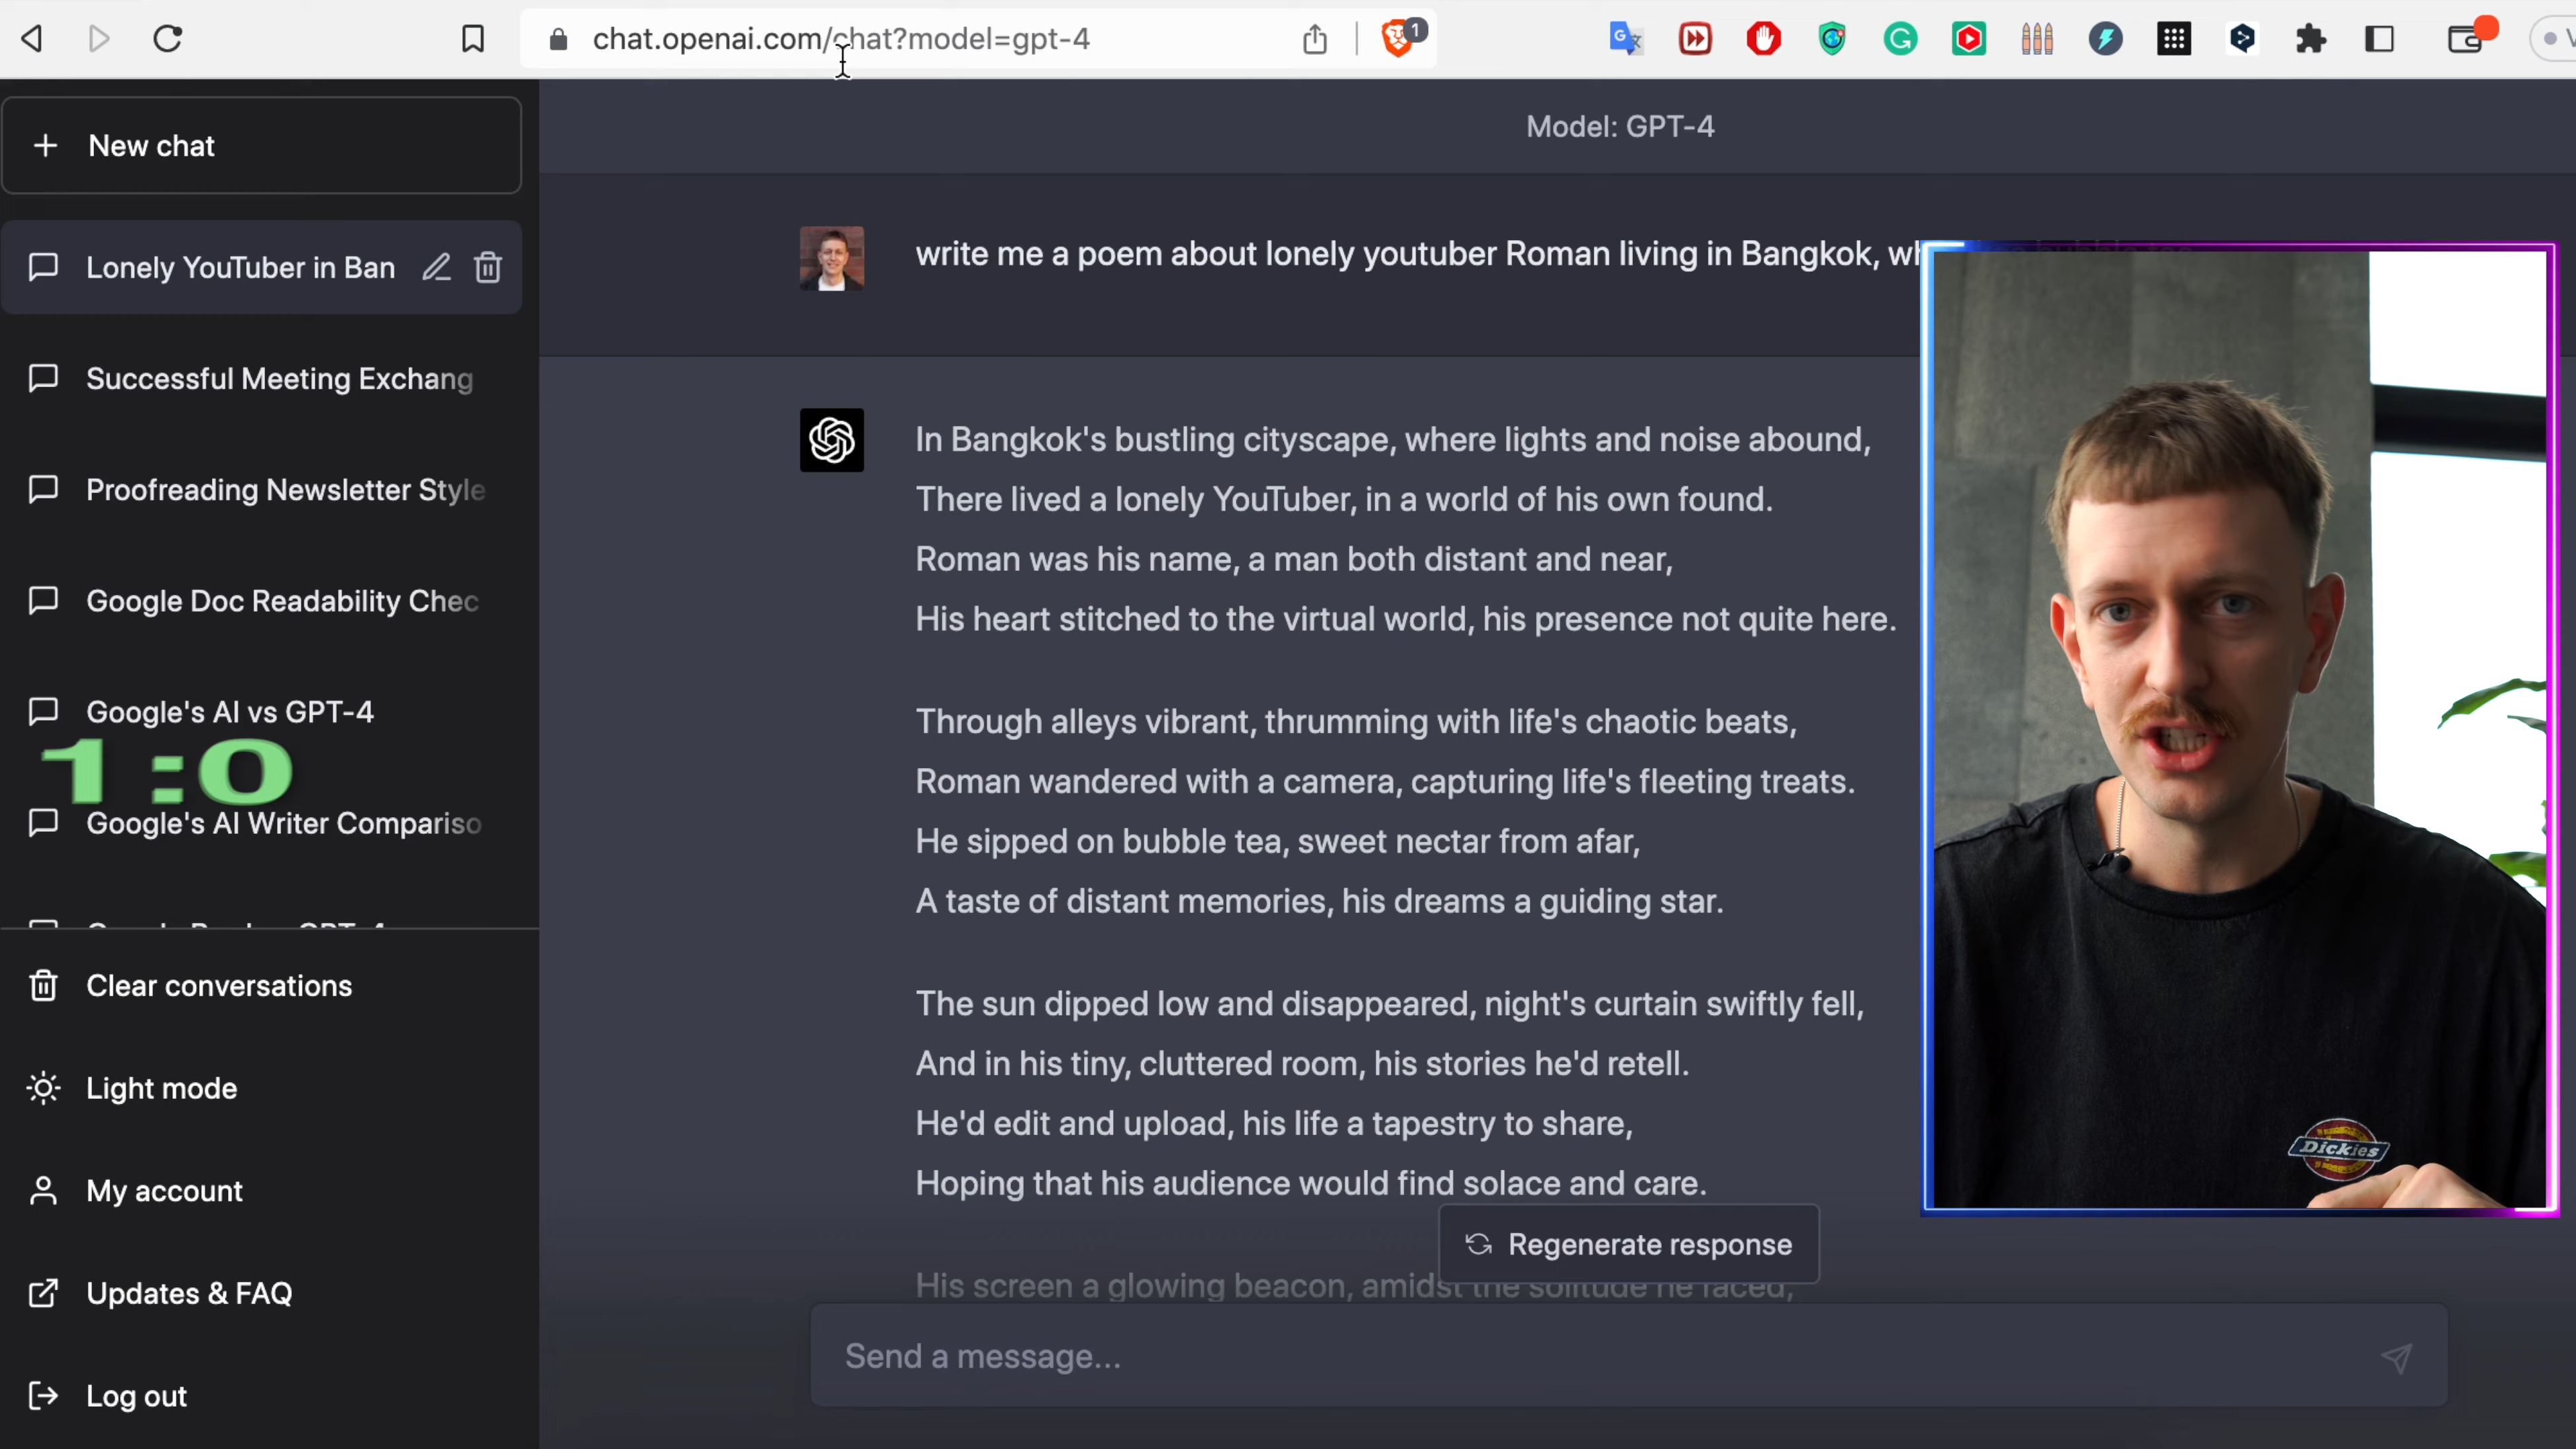 chat.openai.com/chat?model=gpt-4
1
New chat
Lonely YouTuber in Ban
Successful Meeting Exchang
Proofreading Newsletter Style
Google Doc Readability Chec
Google's AI vs GPT-4
1:0
Google's AI Writer Compariso
Clear conversations
Light mode
My account
Updates & FAQ
Log out
Model: GPT-4
write me a poem about lonely youtuber Roman living in Bangkok,
In Bangkok's bustling cityscape, where lights and noise abound,
There lived a lonely YouTuber, in a world of his own found.
Roman was his name, a man both distant and near,
His heart stitched to the virtual world, his presence not quite here.
Through alleys vibrant, thrumming with life's chaotic beats,
Roman wandered with a camera, capturing life's fleeting treats.
He sipped on bubble tea, sweet nectar from afar,
A taste of distant memories, his dreams a guiding star.
The sun dipped low and disappeared, night's curtain swiftly fell,
And in his tiny, cluttered room, his stories he'd retell.
He'd edit and upload, his life a tapestry to share,
Hoping that his audience would find solace and care.
Regenerate response
His screen a glowing beacon, amidst the solitude he faced,
Send a message...
Dickies